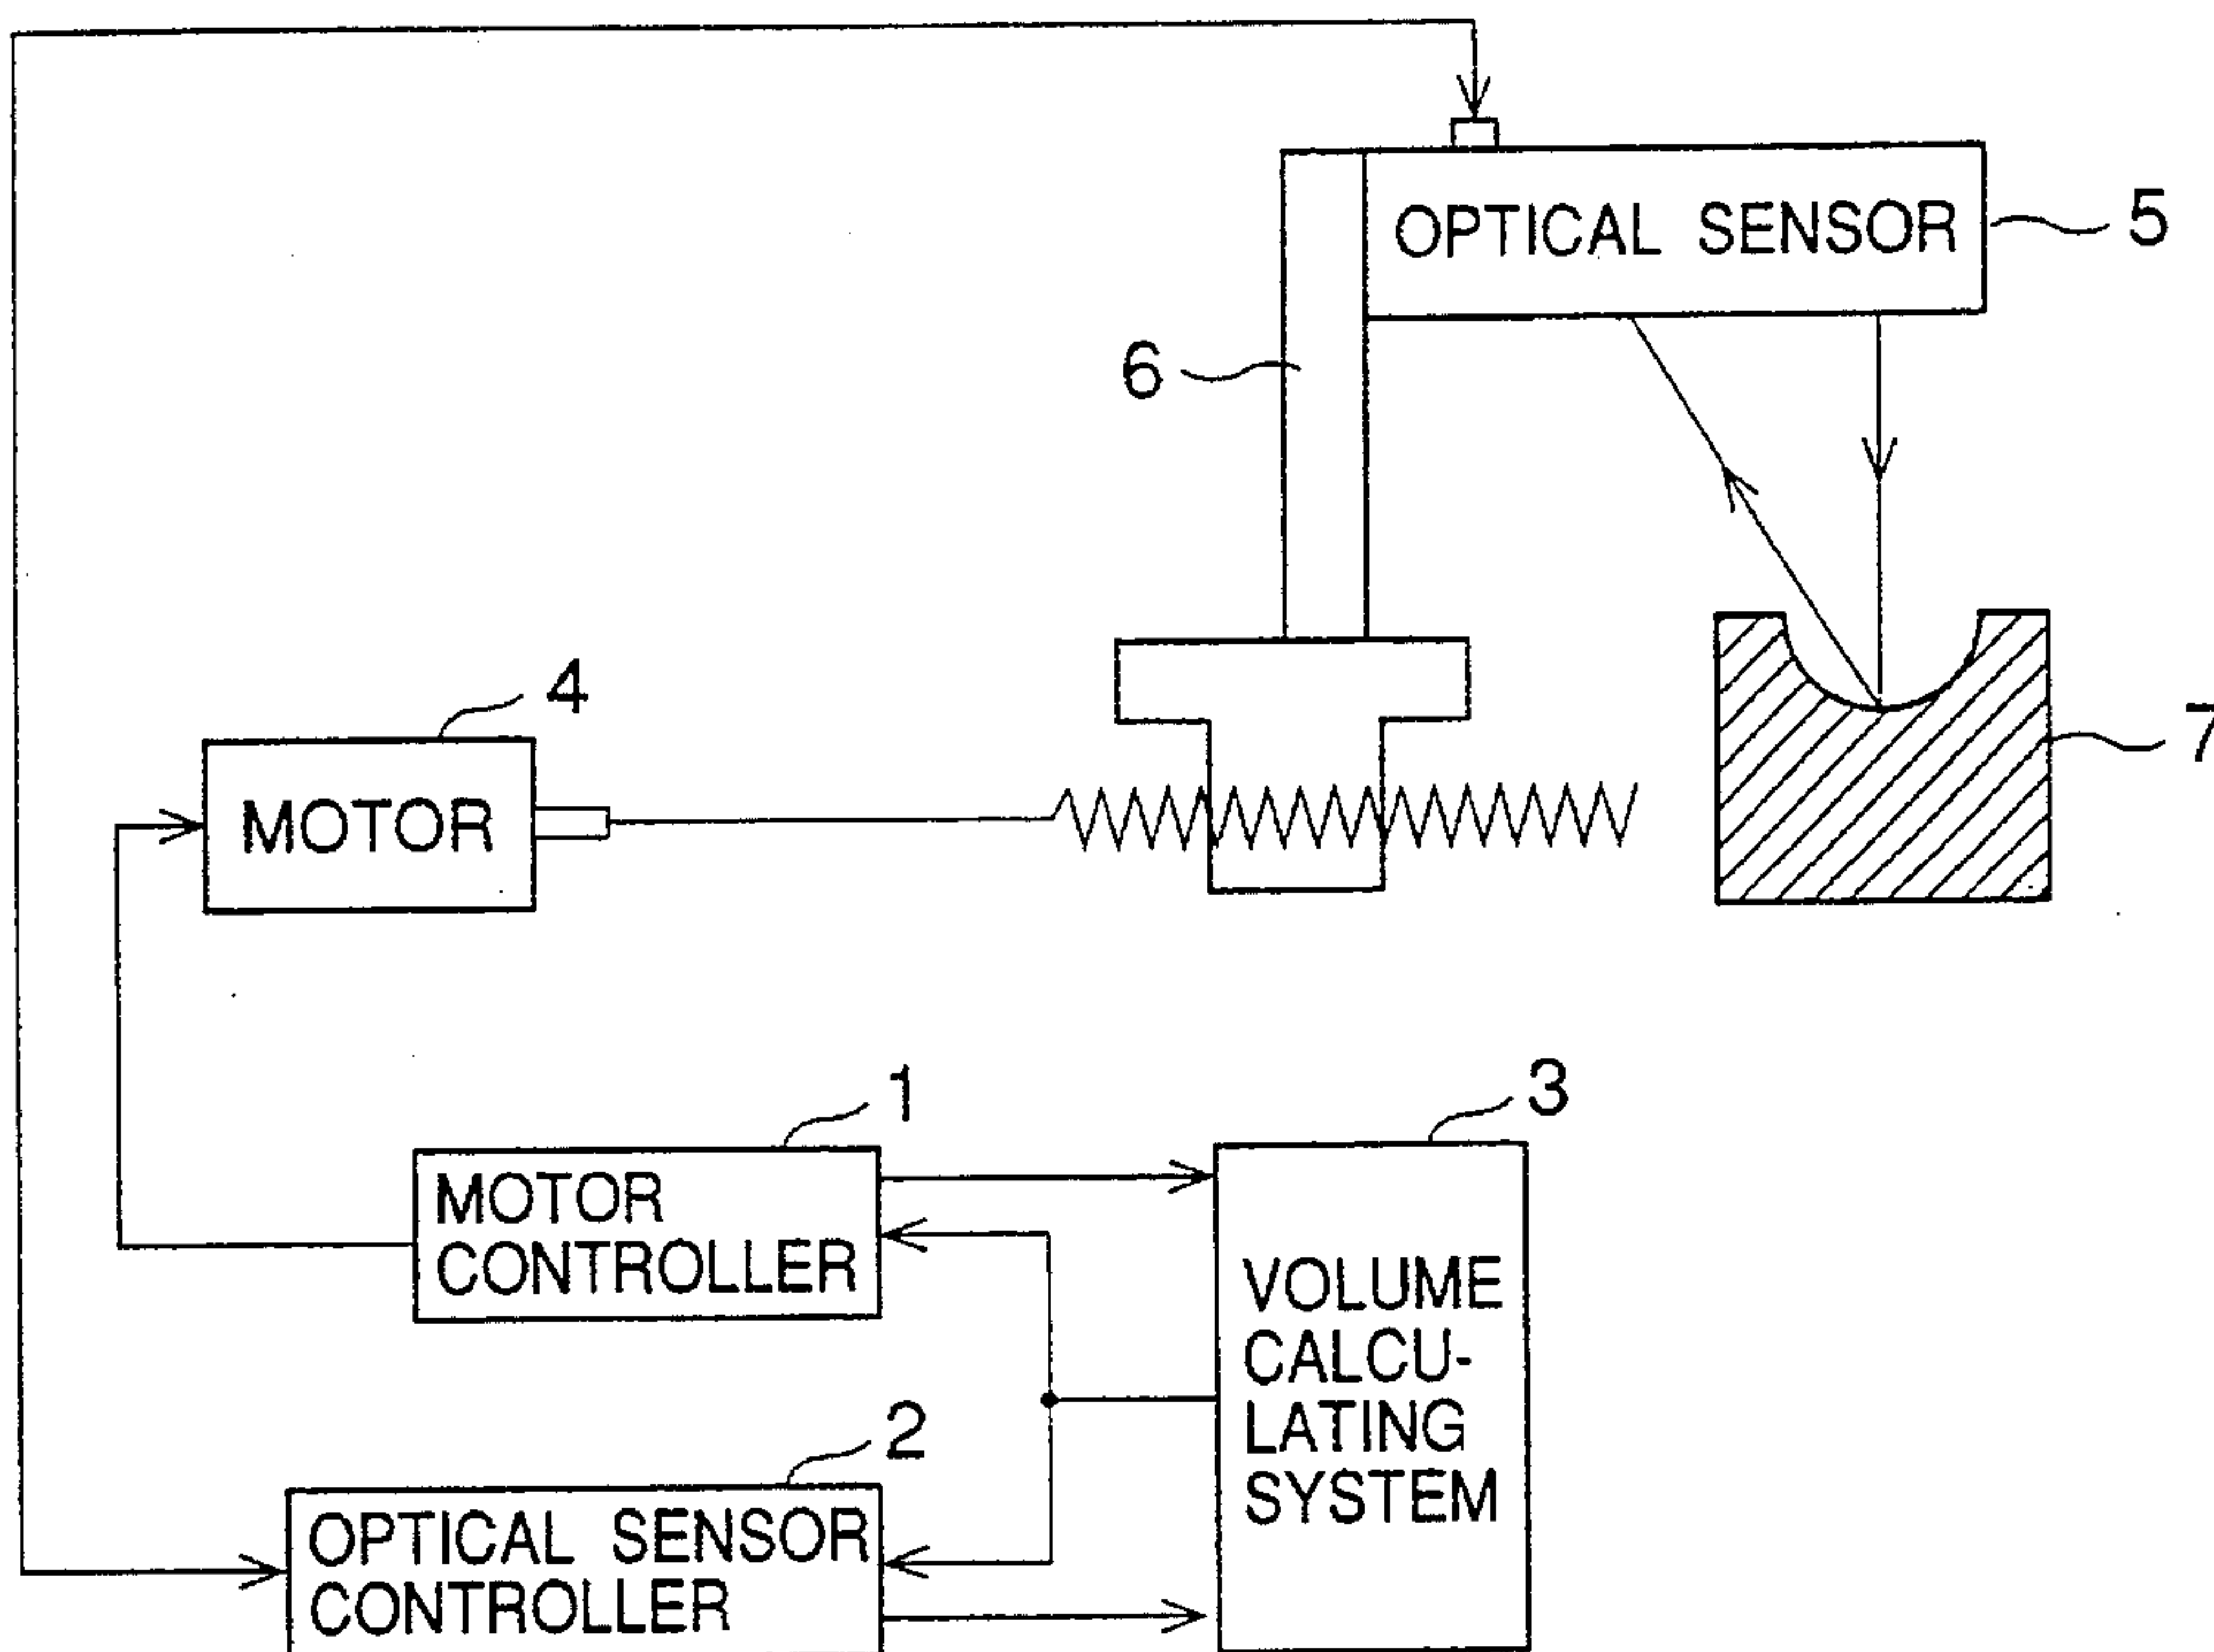 OPTICAL SENSOR
5
6
4
MOTOR
7
1
MOTOR
CONTROLLER
3
VOLUME
CALCU-
LATING
SYSTEM
2
OPTICAL SENSOR
CONTROLLER